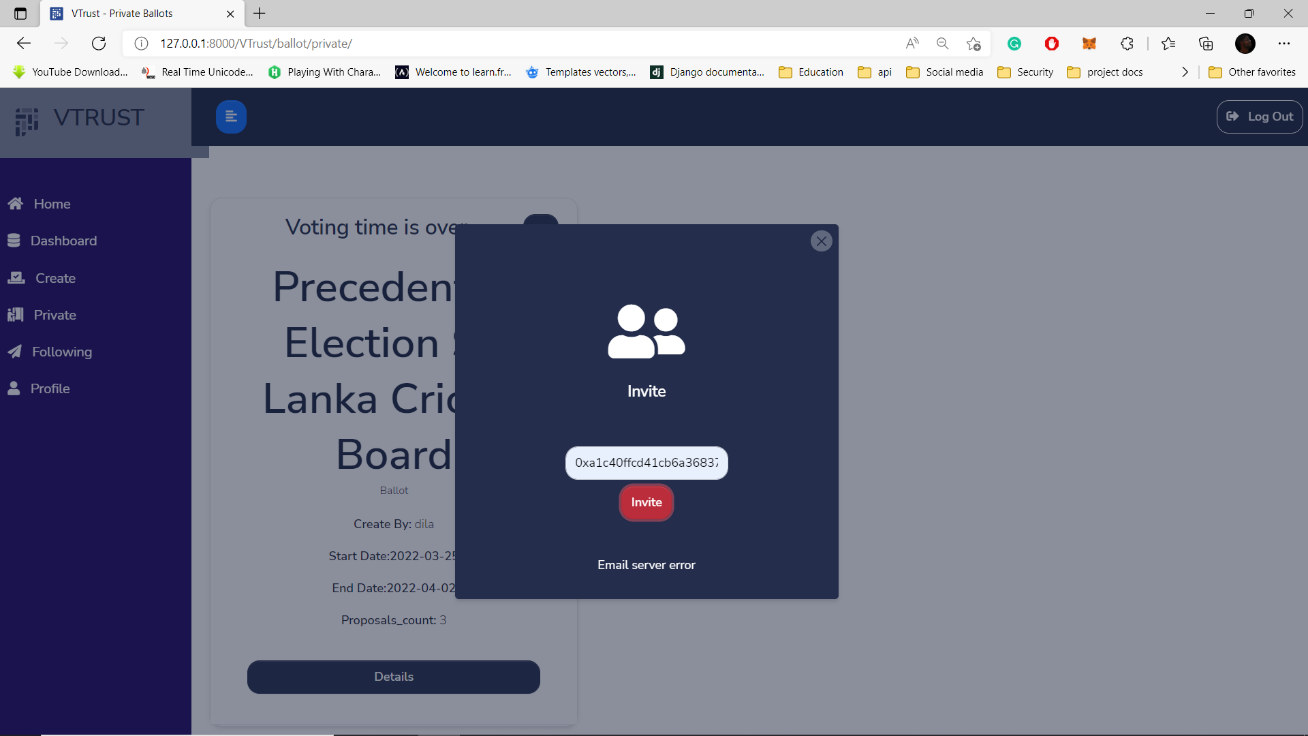 VTrust - Private Ballots
127.0.0.1:8000/VTrust/ballot/private/
YouTube Download...
Real Time Unicode...
Playing With Chara...
Welcome to learn.fr...
Templates vectors,...
Django documenta...
Education
api
Social media
Security
project docs
Other favorites
VTRUST
Log Out
Home
Dashboard
Create
Private
Following
Profile
Voting time is over
Preceden
Election S
Lanka Cric
Board
Ballot
Create By: dila
Start Date:2022-03-25
End Date:2022-04-02
Proposals_count: 3
Details
Invite
0xa1c40ffcd41cb6a36837
Invite
Email server error